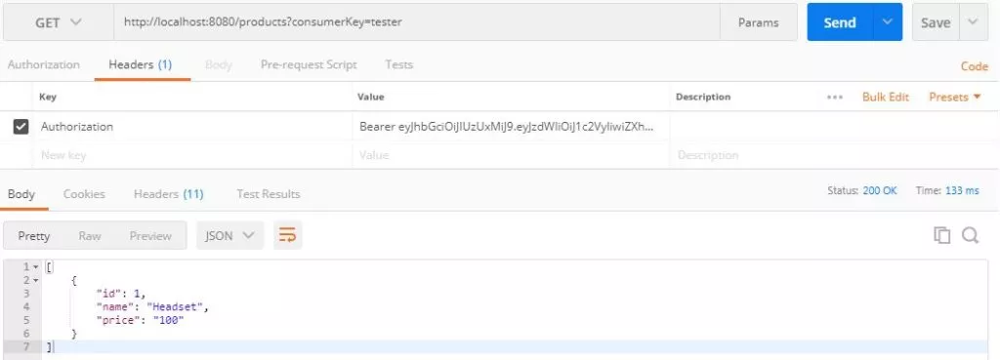 GET http://localhost:8080/products?consumerKey=tester Params Send Save
Authorization Headers (1) Body Pre-request Script Tests Code
Key Value Description ••• Bulk Edit Presets
Authorization Bearer eyJhbGciOiJIUzUxMiJ9.eyJzdWIiOiJ1c2VyIiwiZXh...
New key Value Description
Body Cookies Headers (11) Test Results Status: 200 OK Time: 133 ms
Pretty Raw Preview JSON
1 [
2 {
3 "id": 1,
4 "name": "Headset",
5 "price": "100"
6 }
7 ]